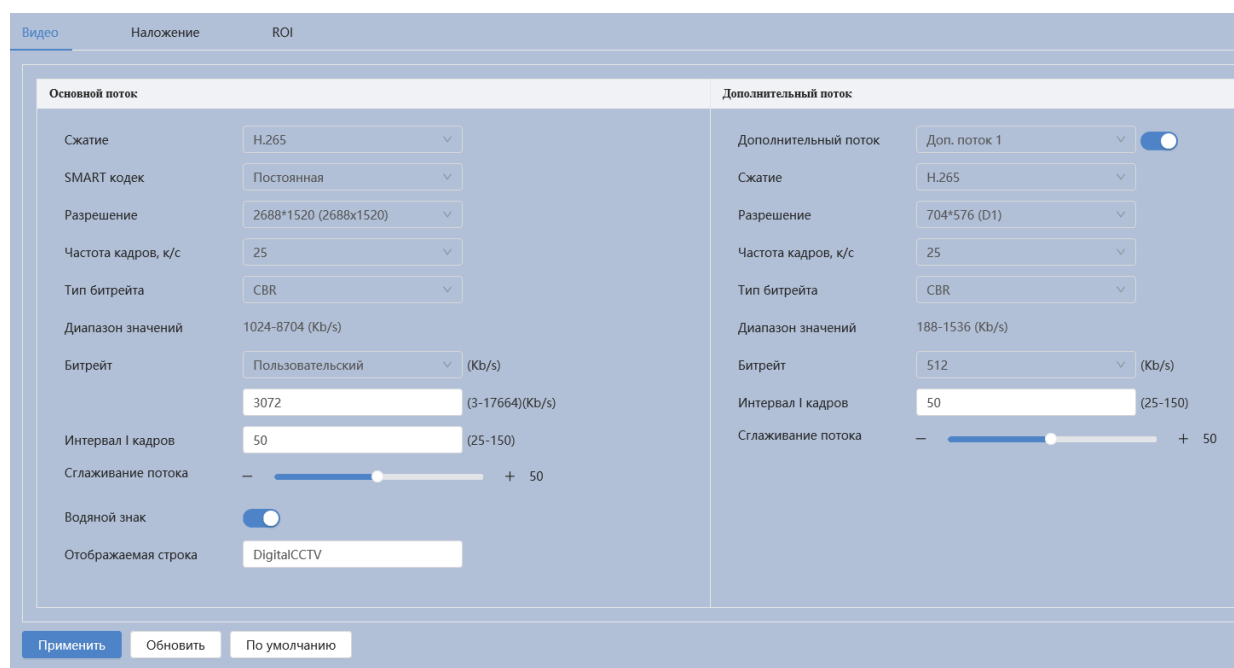 Видео Наложение ROI
Основной поток
Сжатие H.265
SMART кодек Постоянная
Разрешение 2688*1520 (2688x1520)
Частота кадров, к/с 25
Тип битрейта CBR
Диапазон значений 1024-8704 (Kb/s)
Битрейт Пользовательский (Kb/s)
3072 (3-17664)(Kb/s)
Интервал I кадров 50 (25-150)
Сглаживание потока − + 50
Водяной знак
Отображаемая строка DigitalCCTV
Дополнительный поток
Дополнительный поток Доп. поток 1
Сжатие H.265
Разрешение 704*576 (D1)
Частота кадров, к/с 25
Тип битрейта CBR
Диапазон значений 188-1536 (Kb/s)
Битрейт 512 (Kb/s)
Интервал I кадров 50 (25-150)
Сглаживание потока − + 50
Применить Обновить По умолчанию